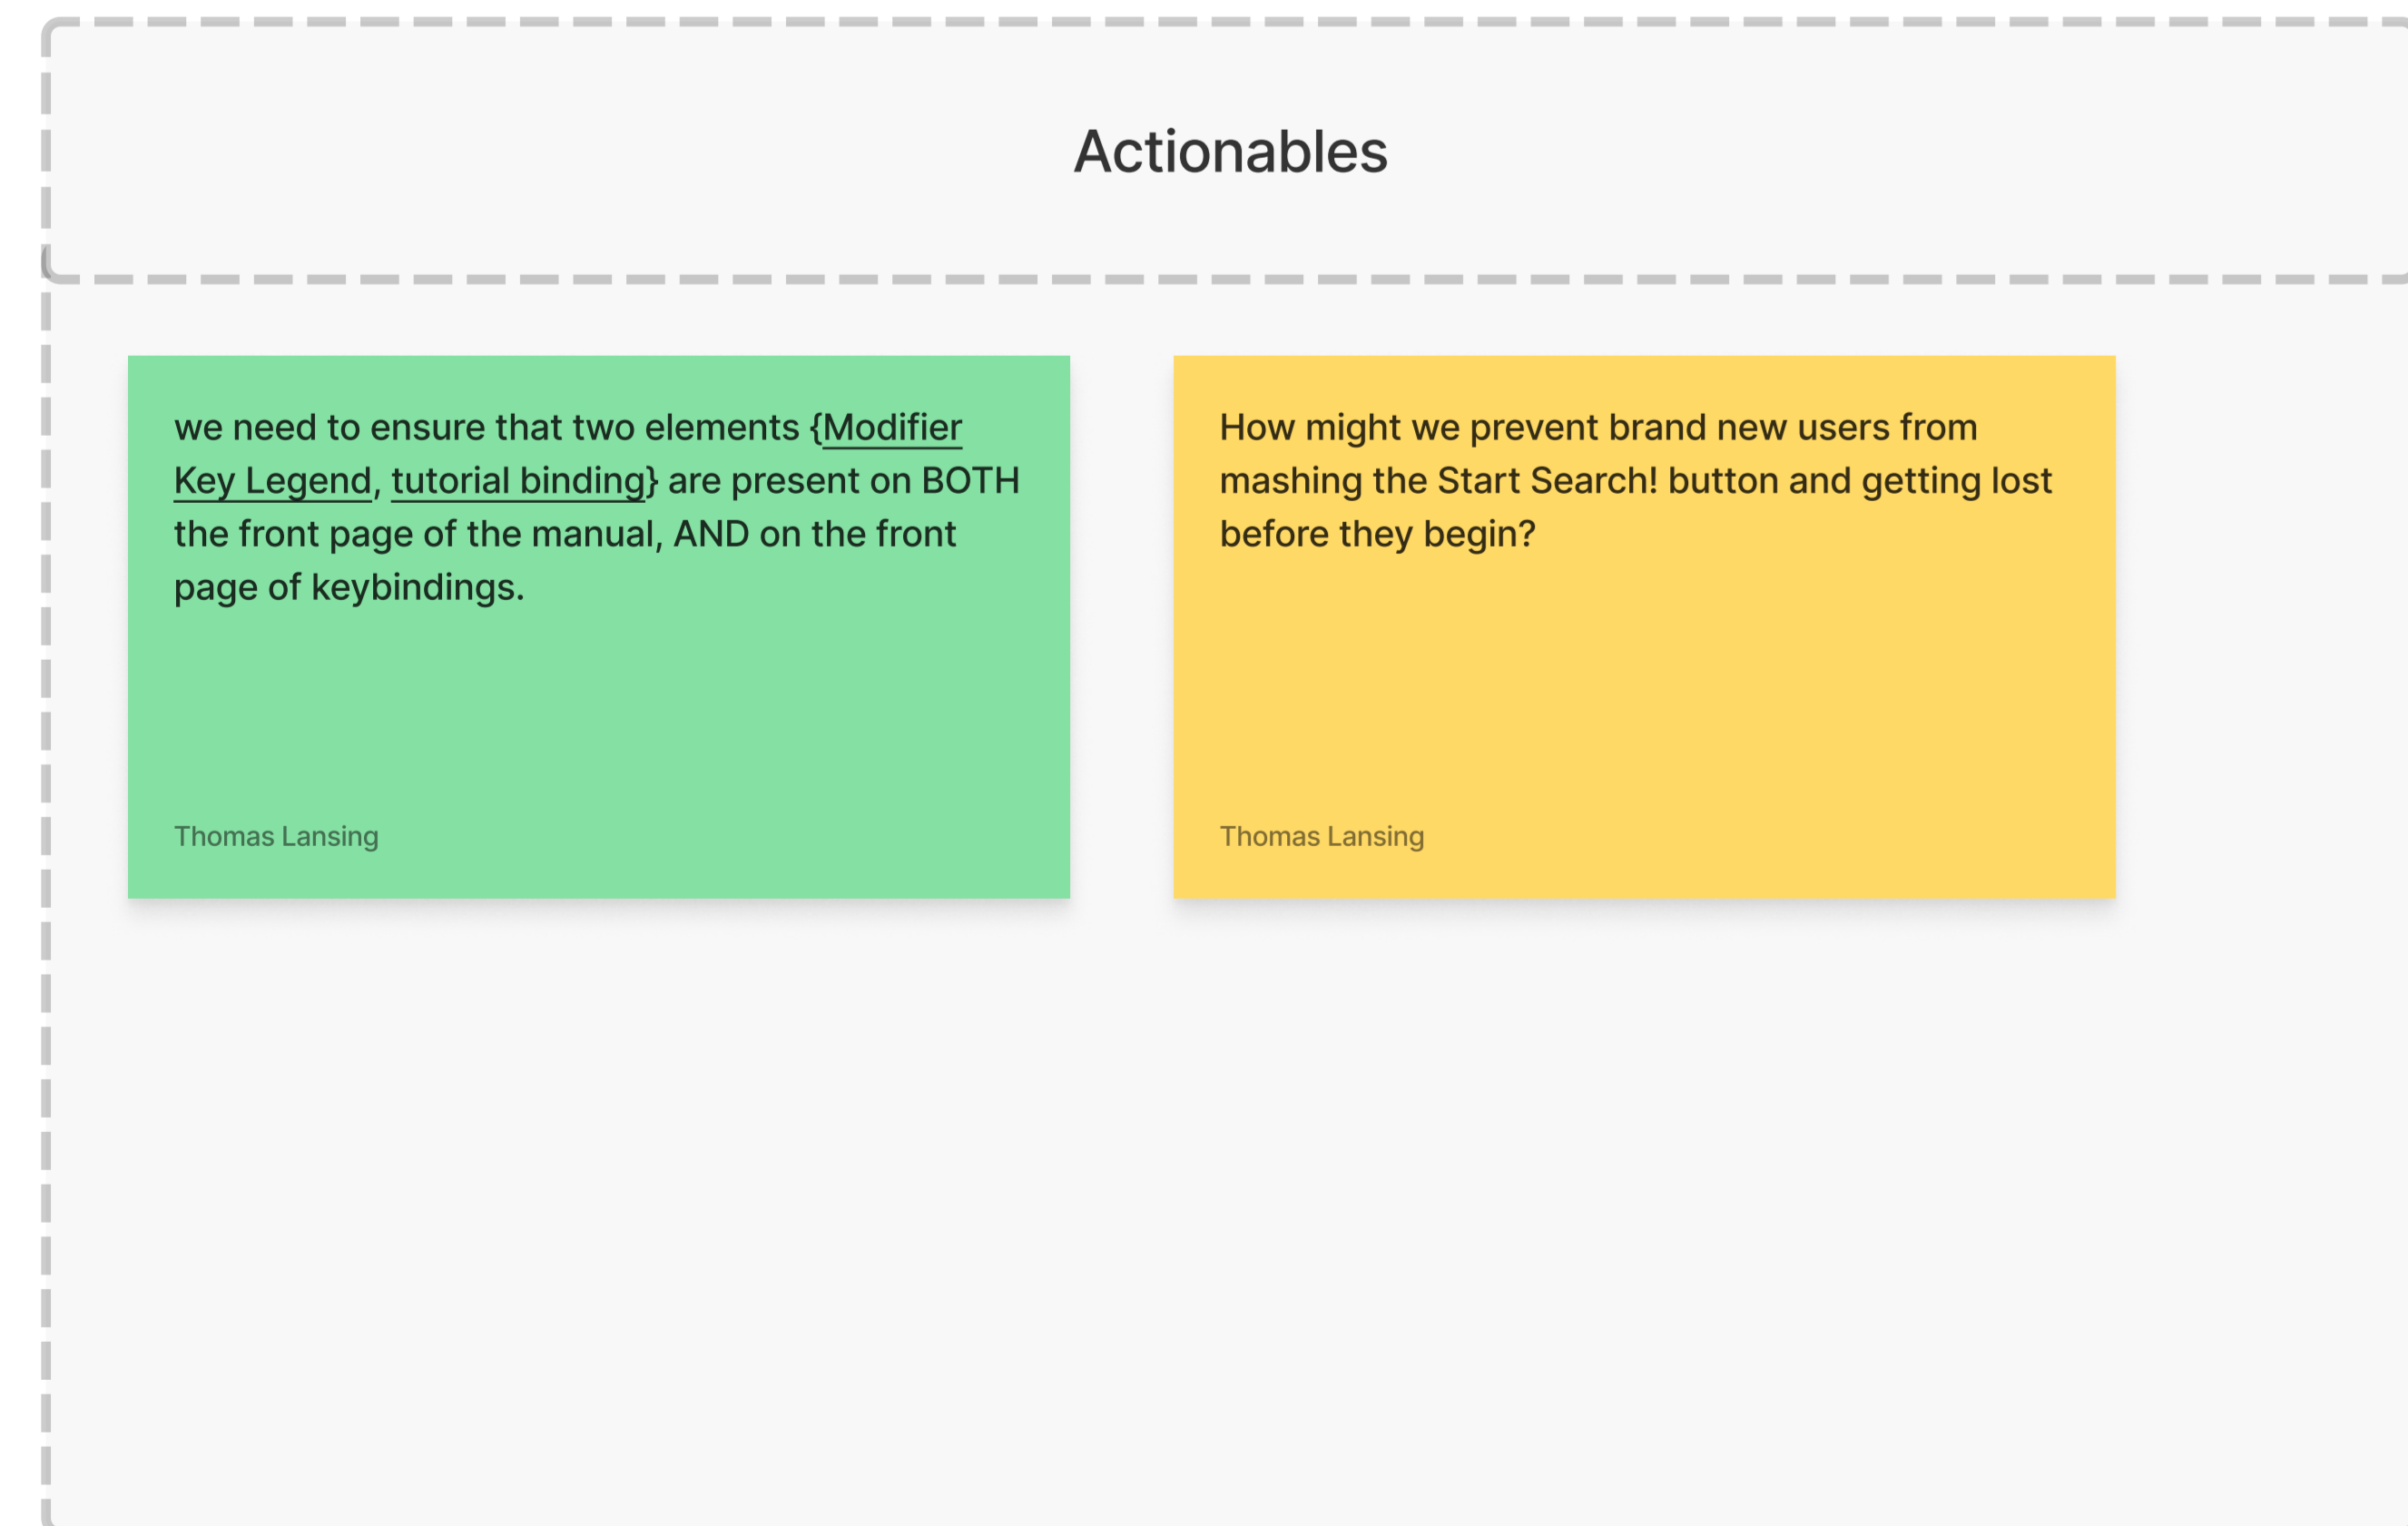 Actionables
we need to ensure that two elements {Modifier
Key Legend, tutorial binding} are present on BOTH
the front page of the manual, AND on the front
page of keybindings.
Thomas Lansing
How might we prevent brand new users from
mashing the Start Search! button and getting lost
before they begin?
Thomas Lansing